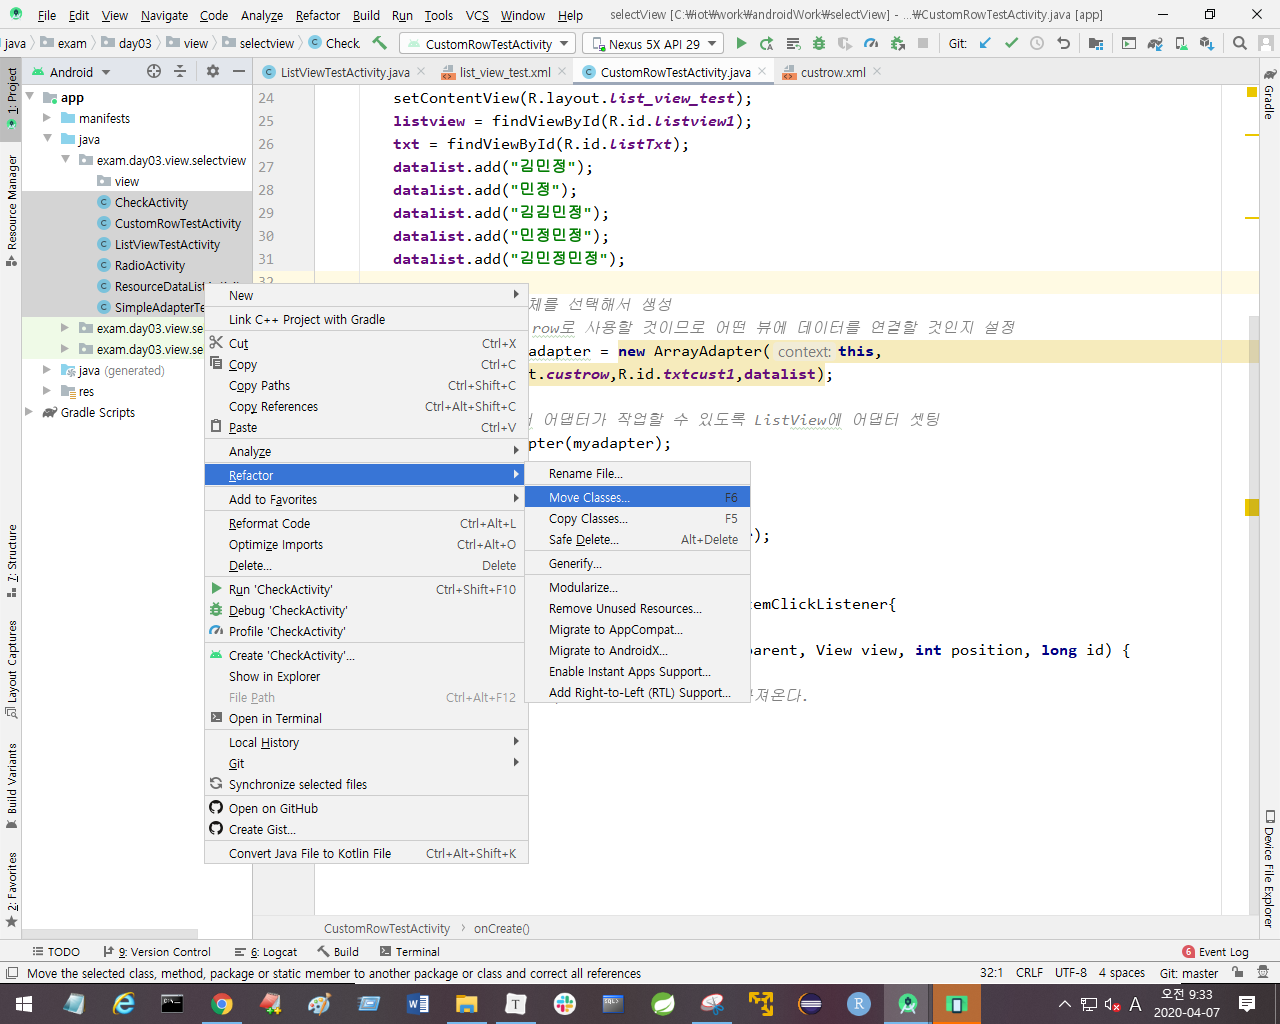 File Edit View Navigate Code Analyze Refactor Build Run Tools VCS Window Help selectView [C:₩iot₩work₩androidWork₩selectView] - ...₩CustomRowTestActivity.java [app]
java exam day03 view selectview Check CustomRowTestActivity Nexus 5X API 29 Git:
Android ListViewTestActivity.java list_view_test.xml CustomRowTestActivity.java custrow.xml
1: Project
Resource Manager
7: Structure
Layout Captures
Build Variants
2: Favorites
app
manifests
java
exam.day03.view.selectview
view
CheckActivity
CustomRowTestActivity
ListViewTestActivity
RadioActivity
ResourceDataList
SimpleAdapterTe
exam.day03.view.se
exam.day03.view.se
java (generated)
res
Gradle Scripts
24 setContentView(R.layout.list_view_test);
25 listview = findViewById(R.id.listview1);
26 txt = findViewById(R.id.listTxt);
27 datalist.add("김민정");
28 datalist.add("민정");
29 datalist.add("김김민정");
30 datalist.add("민정민정");
31 datalist.add("김민정민정");
32
체를 선택해서 생성
row로 사용할 것이므로 어떤 뷰에 데이터를 연결할 것인지 설정
adapter = new ArrayAdapter( context: this,
t.custrow,R.id.txtcust1,datalist);
어댑터가 작업할 수 있도록 ListView에 어댑터 셋팅
pter(myadapter);
);
temClickListener{
parent, View view, int position, long id) {
져온다.
New
Link C++ Project with Gradle
Cut Ctrl+X
Copy Ctrl+C
Copy Paths Ctrl+Shift+C
Copy References Ctrl+Alt+Shift+C
Paste Ctrl+V
Analyze
Refactor
Add to Favorites
Reformat Code Ctrl+Alt+L
Optimize Imports Ctrl+Alt+O
Delete... Delete
Run 'CheckActivity' Ctrl+Shift+F10
Debug 'CheckActivity'
Profile 'CheckActivity'
Create 'CheckActivity'...
Show in Explorer
File Path Ctrl+Alt+F12
Open in Terminal
Local History
Git
Synchronize selected files
Open on GitHub
Create Gist...
Convert Java File to Kotlin File Ctrl+Alt+Shift+K
Rename File...
Move Classes... F6
Copy Classes... F5
Safe Delete... Alt+Delete
Generify...
Modularize...
Remove Unused Resources...
Migrate to AppCompat...
Migrate to AndroidX...
Enable Instant Apps Support...
Add Right-to-Left (RTL) Support...
Gradle
Device File Explorer
CustomRowTestActivity onCreate()
TODO 9: Version Control 6: Logcat Build Terminal 6 Event Log
Move the selected class, method, package or static member to another package or class and correct all references 32:1 CRLF UTF-8 4 spaces Git: master
W T SQL> R A 오전 9:33
2020-04-07